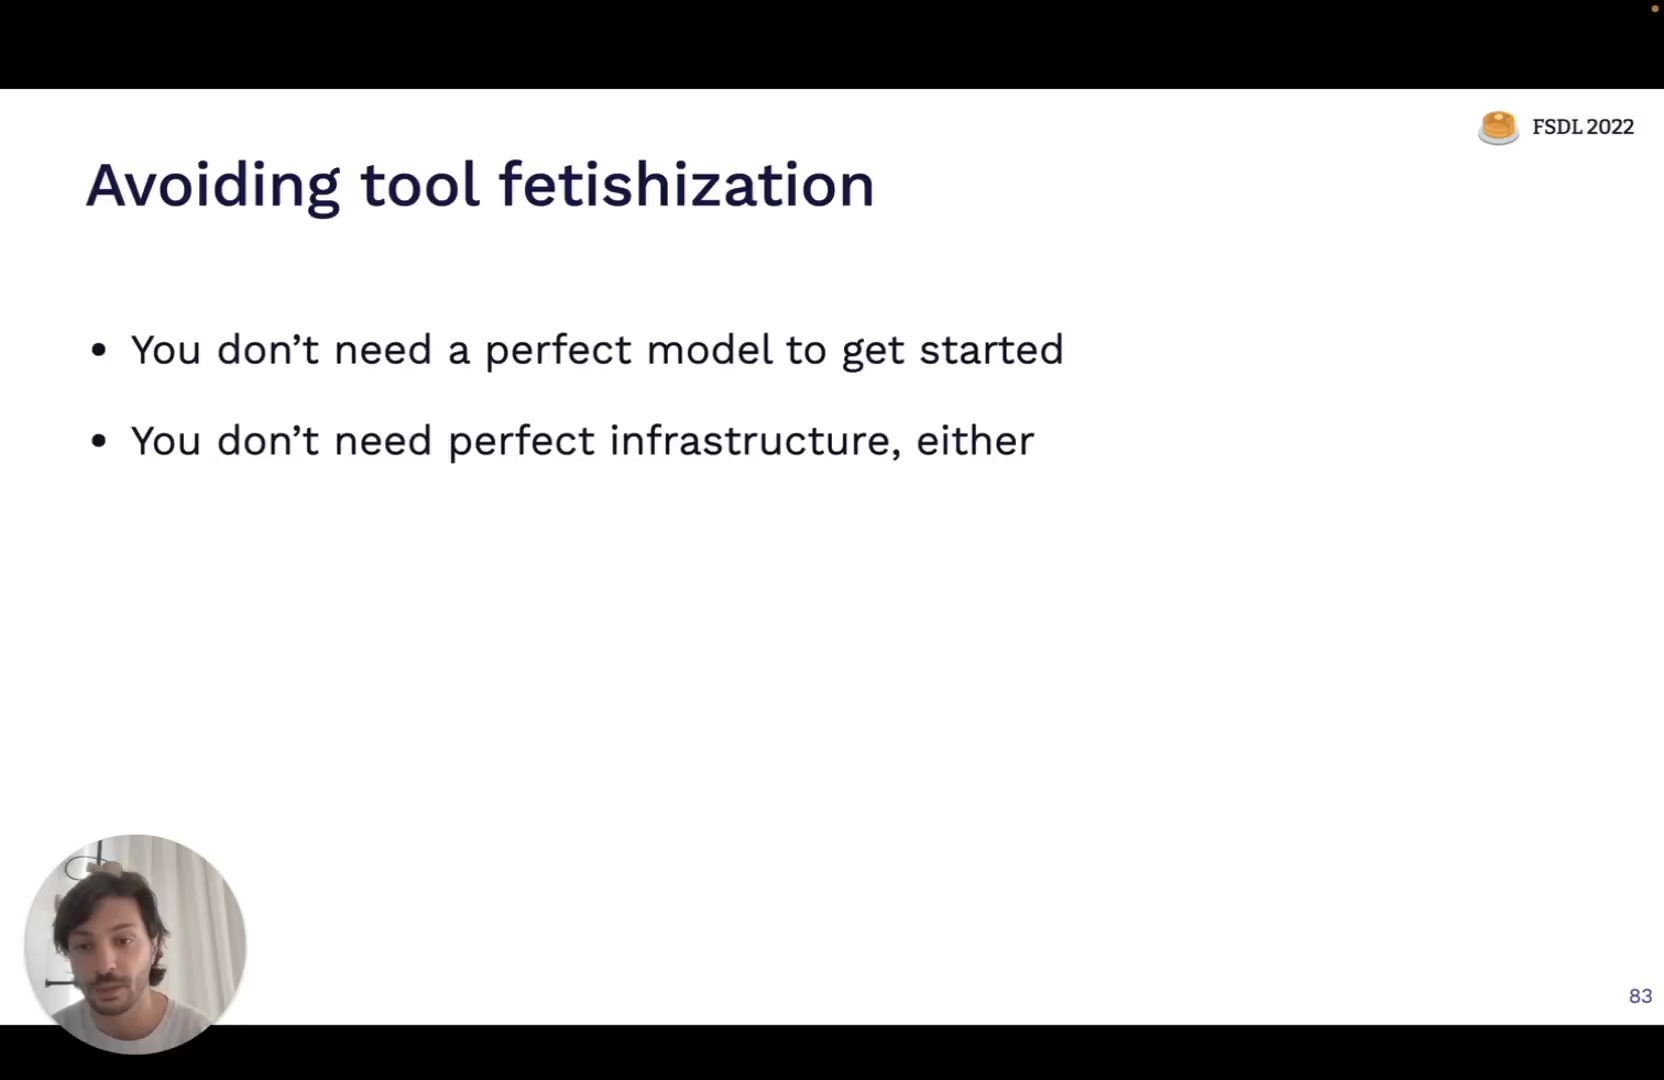 FSDL 2022
Avoiding tool fetishization
• You don’t need a perfect model to get started
• You don’t need perfect infrastructure, either
83